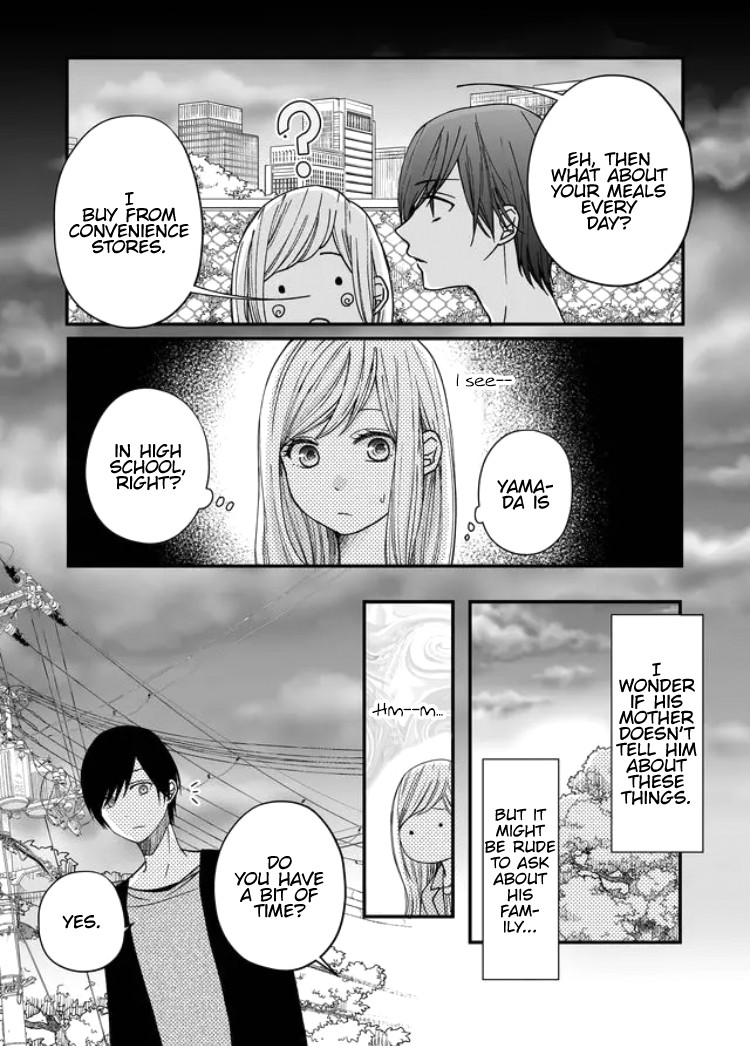 EH, THEN
WHAT ABOUT
YOUR MEALS
EVERY
DAY?
?
I
BUY FROM
CONVENIENCE
STORES.
I see--
YAMA-
DA IS
IN HIGH
SCHOOL,
RIGHT?
I
WONDER
IF HIS
MOTHER
DOESN'T
TELL HIM
ABOUT
THESE
THINGS.
BUT IT
MIGHT
BE RUDE
TO ASK
ABOUT
HIS
FAM-
ILY...
Hm--m...
DO
YOU HAVE
A BIT OF
TIME?
YES.